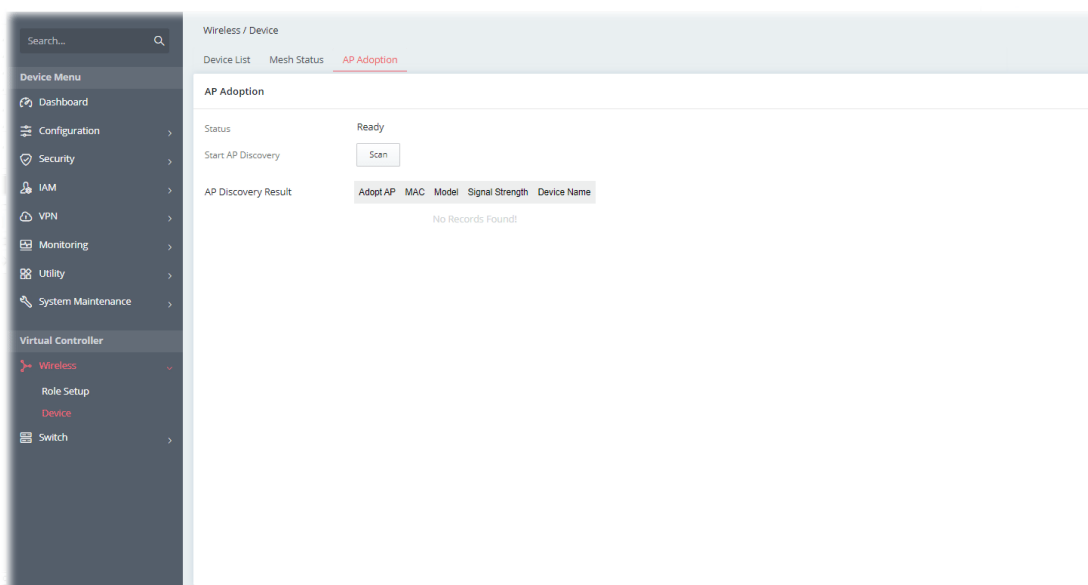 Search...
Device Menu
Dashboard
Configuration
Security
IAM
VPN
Monitoring
Utility
System Maintenance
Virtual Controller
Wireless
Role Setup
Device
Switch
Wireless / Device
Device List Mesh Status AP Adoption
AP Adoption
Status Ready
Start AP Discovery Scan
AP Discovery Result Adopt AP MAC Model Signal Strength Device Name
No Records Found!